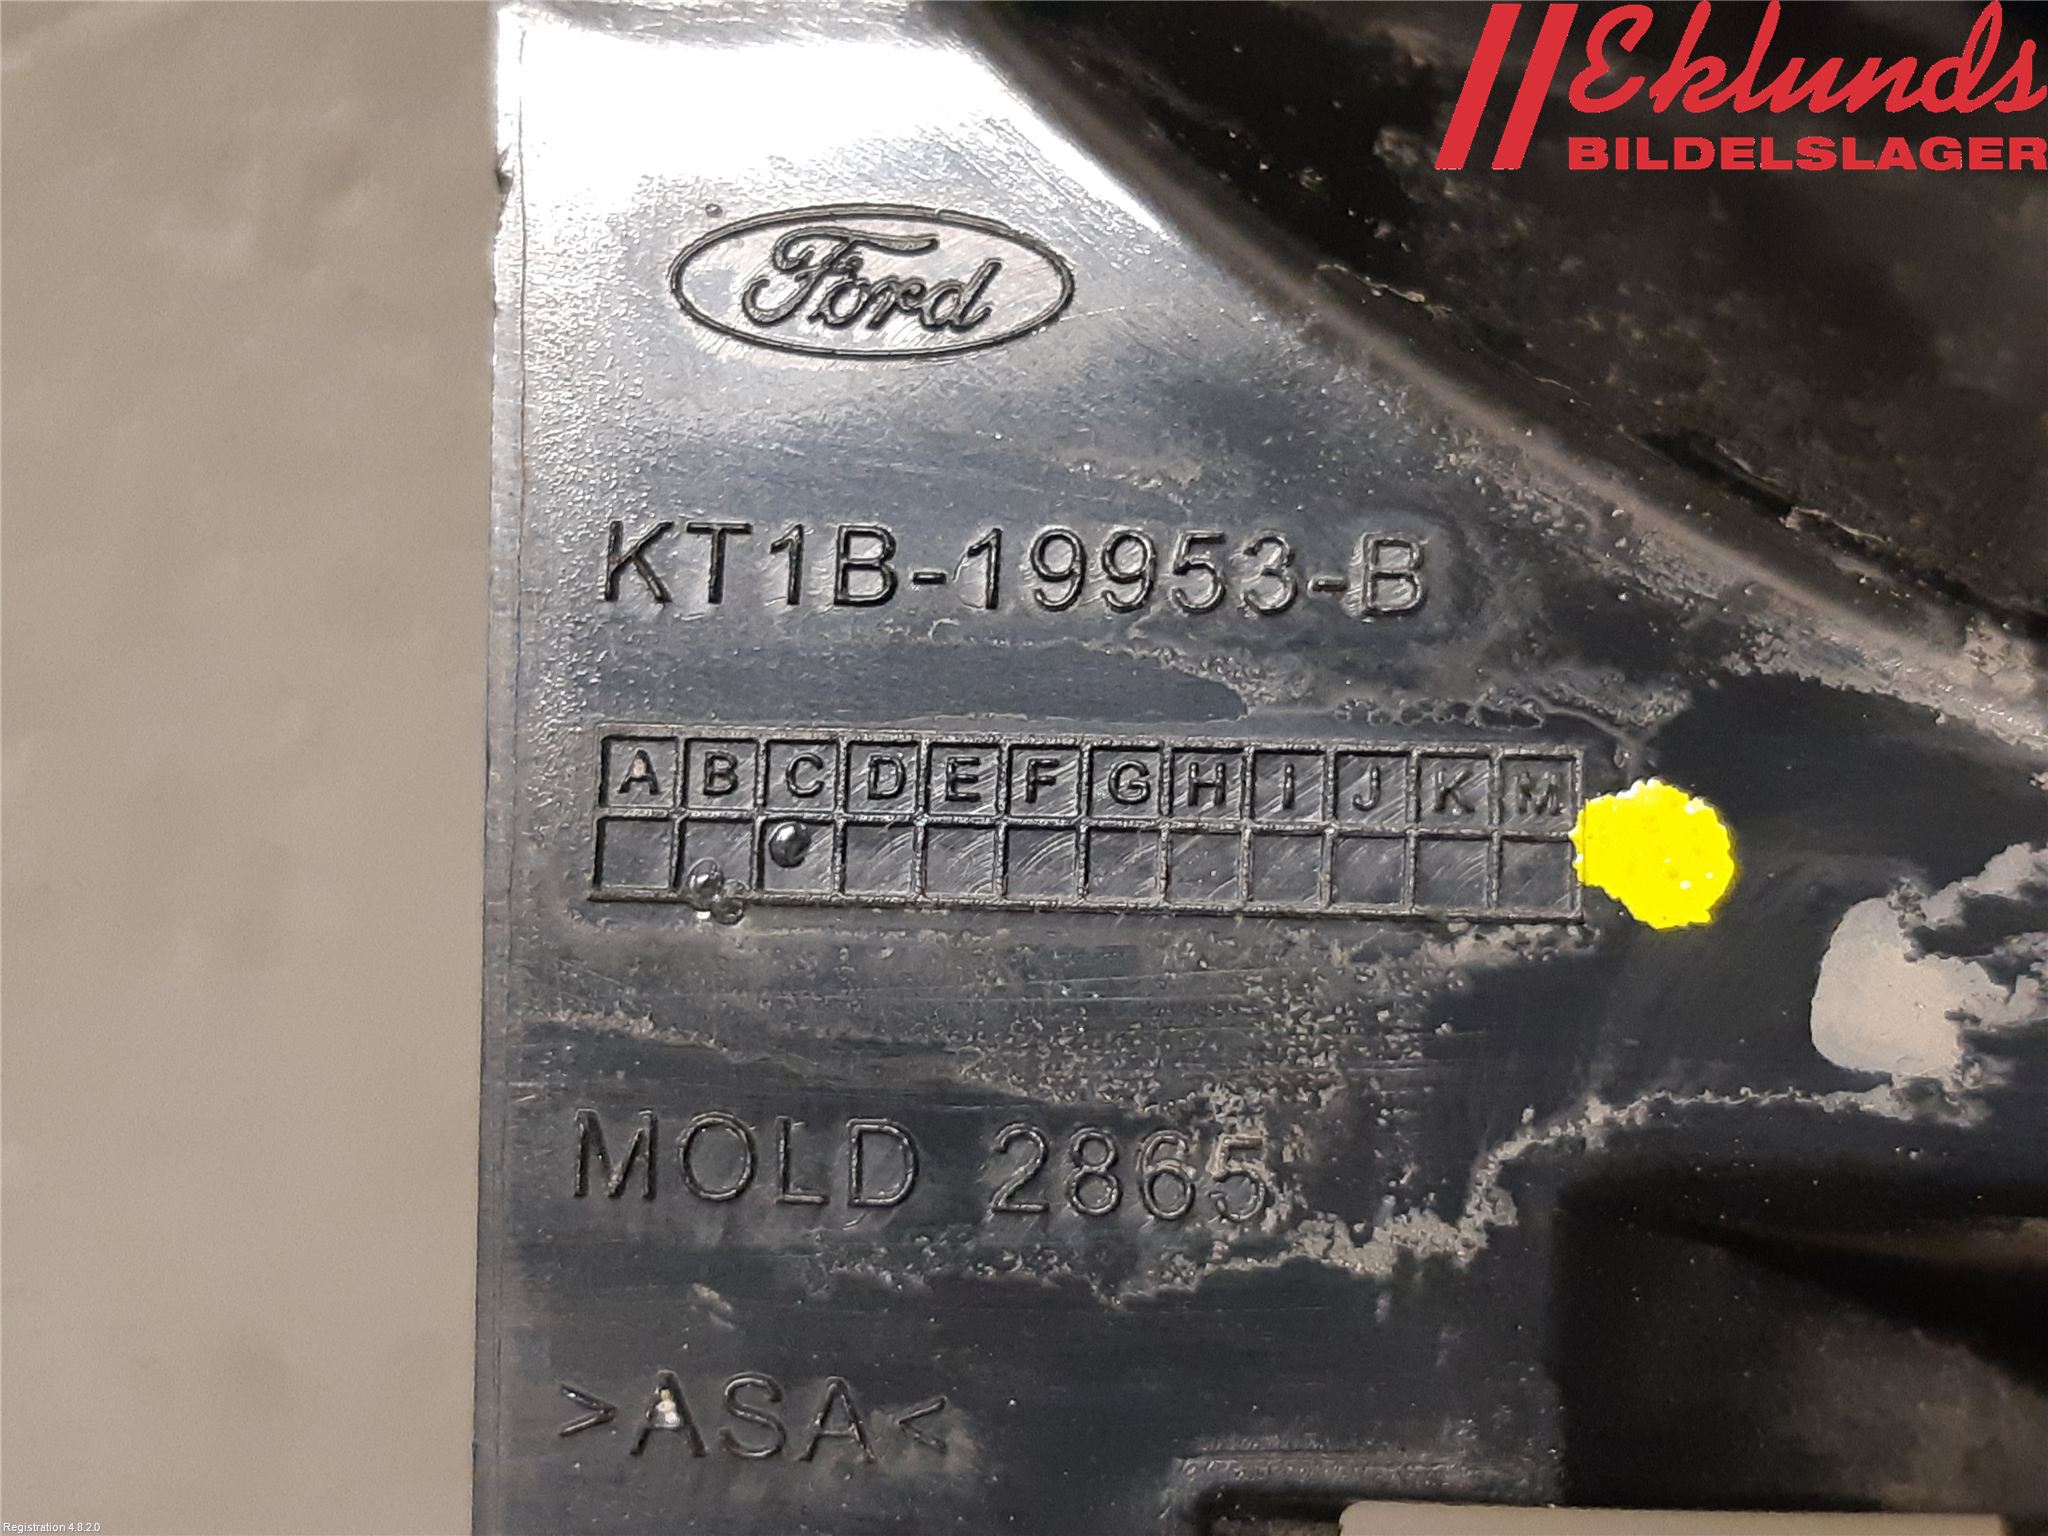 Eklunds
BILDELSLAGER
Ford
KT1B-19953-B
A B C D E F G H I J K M
MOLD 2865
>ASA<
Registration 4.8.2.0